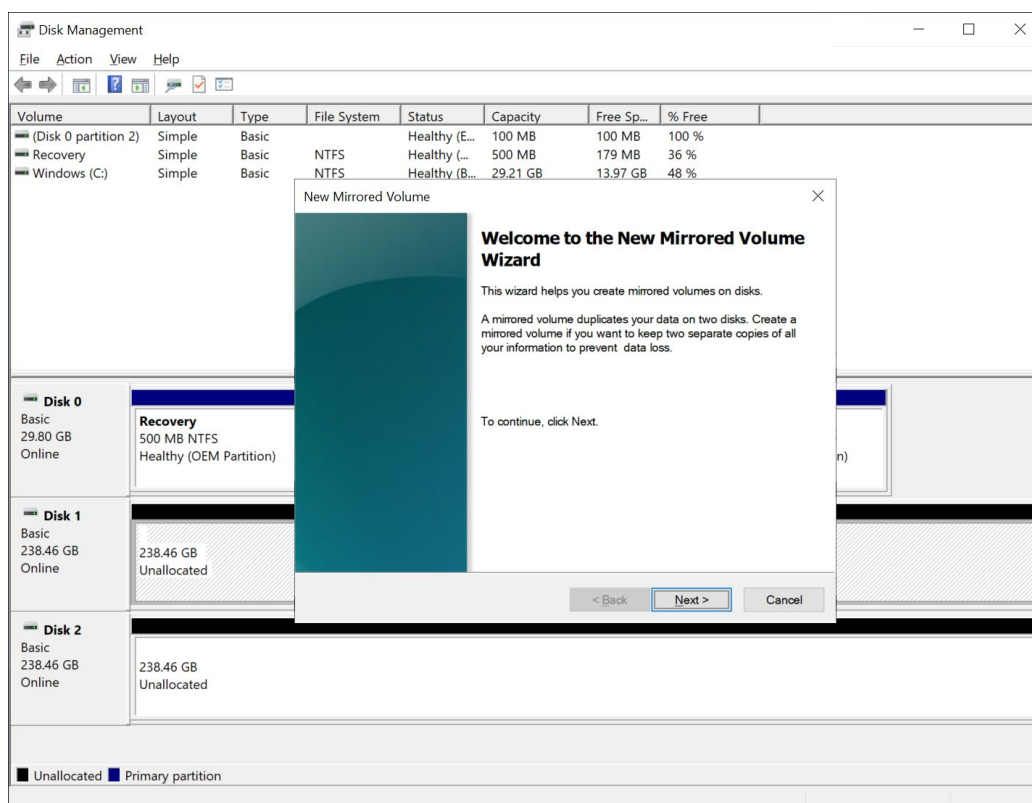 Disk Management
File Action View Help
Volume Layout Type File System Status Capacity Free Sp... % Free
(Disk 0 partition 2) Simple Basic Healthy (E... 100 MB 100 MB 100 %
Recovery Simple Basic NTFS Healthy (... 500 MB 179 MB 36 %
Windows (C:) Simple Basic NTFS Healthy (B... 29.21 GB 13.97 GB 48 %
New Mirrored Volume
Welcome to the New Mirrored Volume
Wizard
This wizard helps you create mirrored volumes on disks.
A mirrored volume duplicates your data on two disks. Create a
mirrored volume if you want to keep two separate copies of all
your information to prevent data loss.
To continue, click Next.
< Back Next > Cancel
Disk 0
Basic
29.80 GB
Online
Recovery
500 MB NTFS
Healthy (OEM Partition)
n)
Disk 1
Basic
238.46 GB
Online
238.46 GB
Unallocated
Disk 2
Basic
238.46 GB
Online
238.46 GB
Unallocated
Unallocated Primary partition